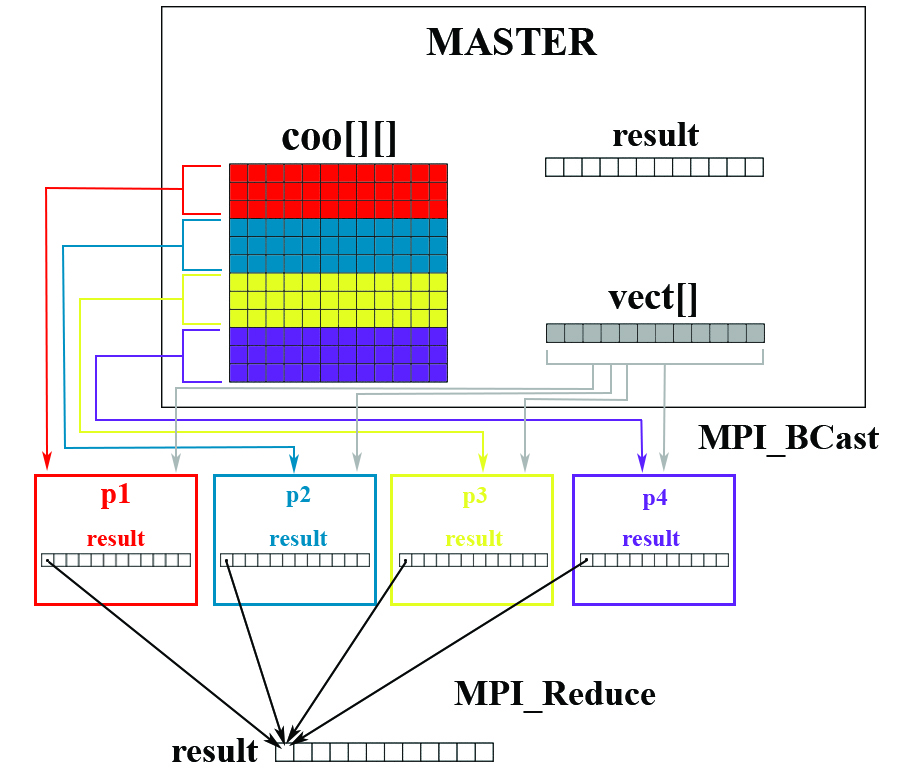 MASTER
coo[][]
result
vect[]
MPI_BCast
p1
result
p2
result
p3
result
p4
result
MPI_Reduce
result